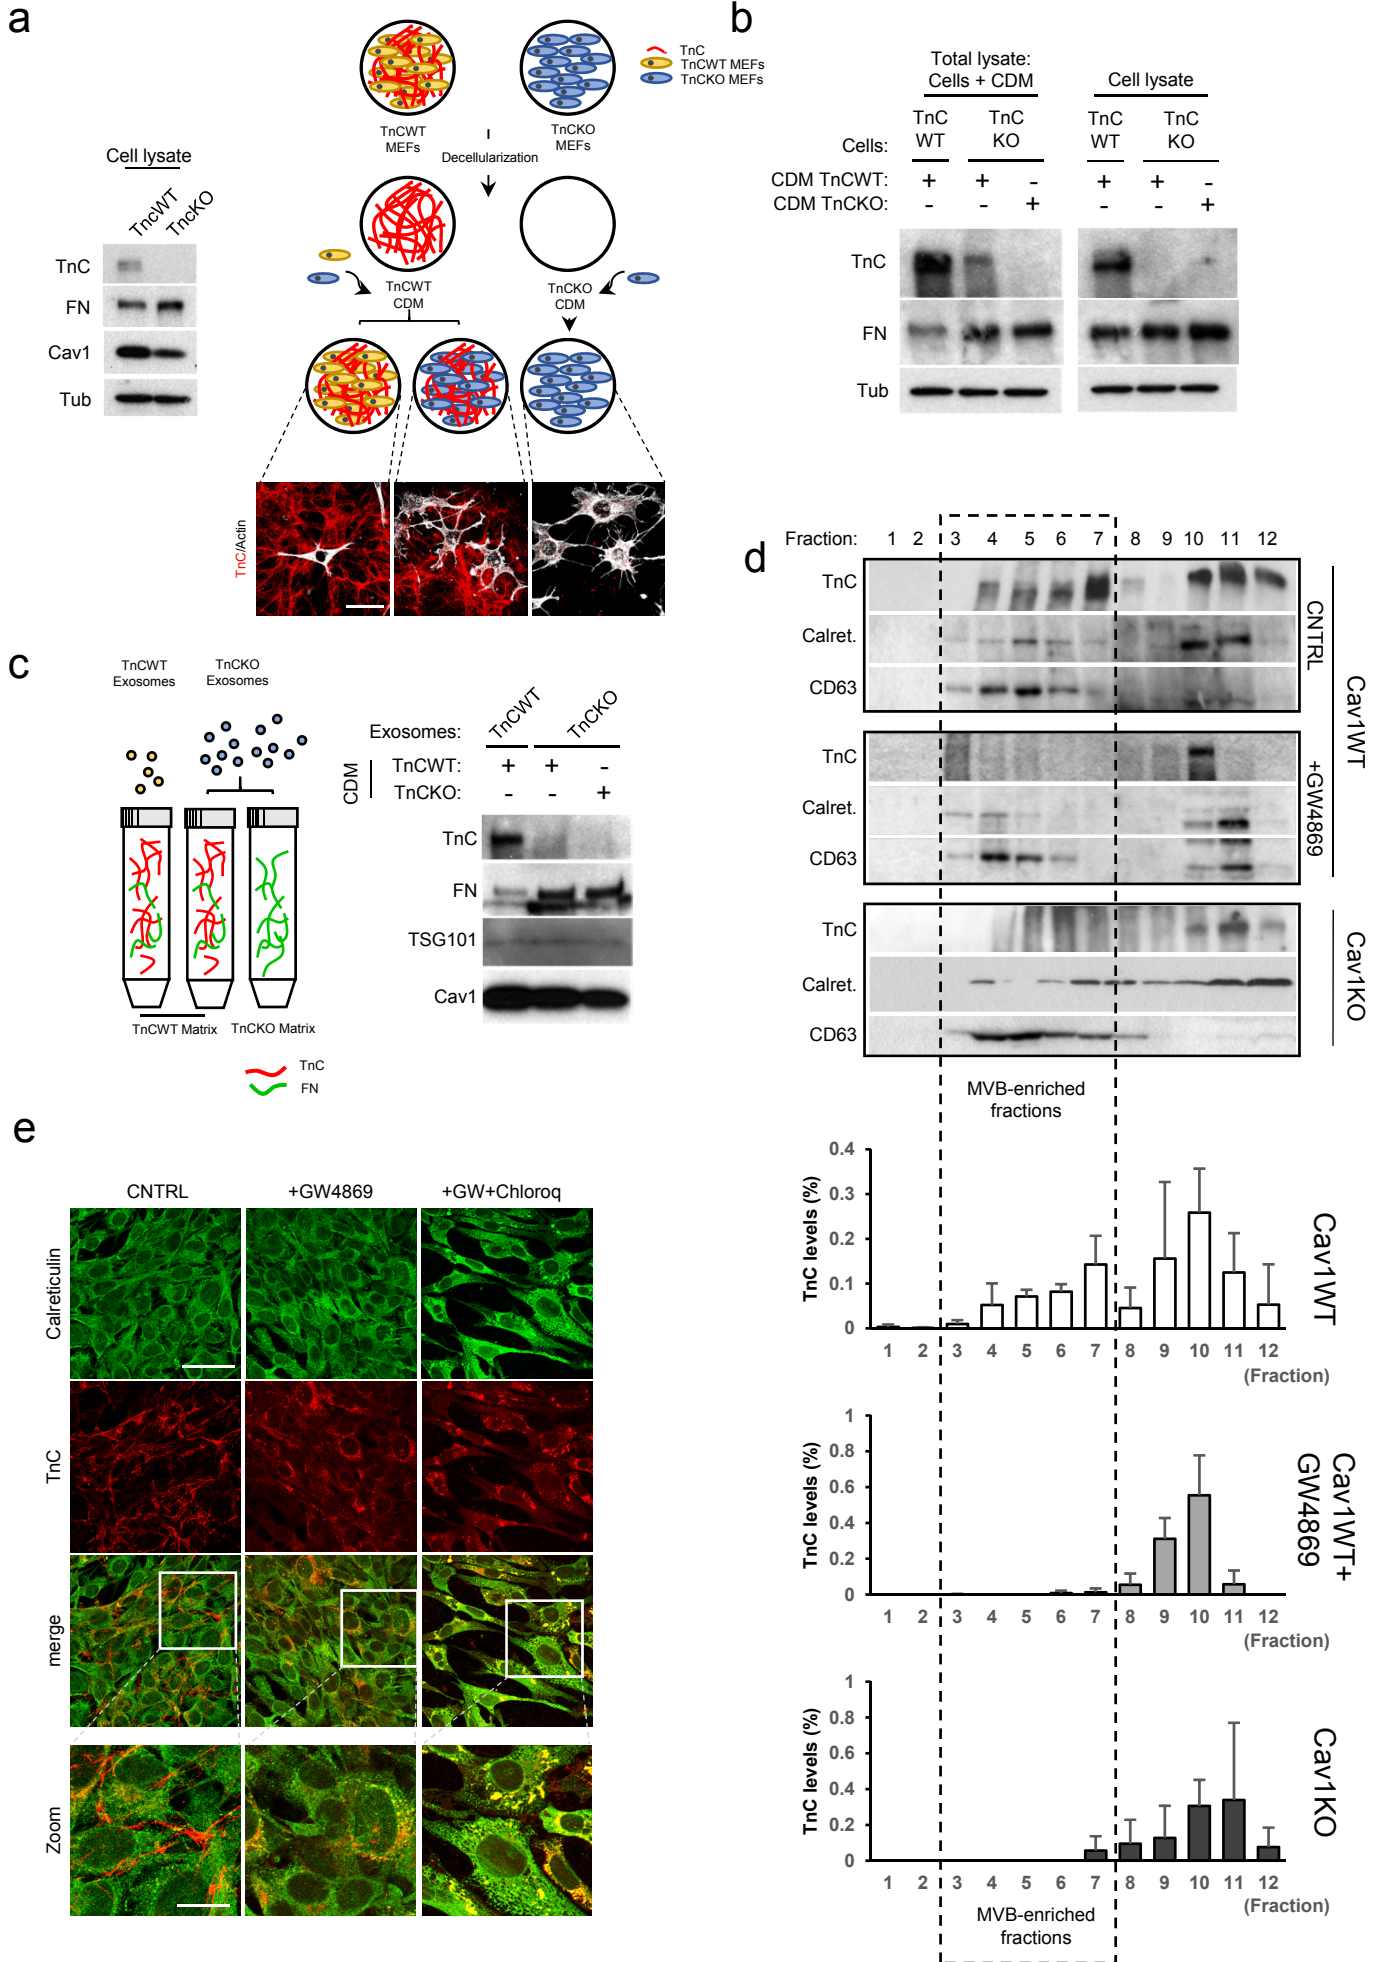 a
TnC
TnCWT MEFs
TnCKO MEFs
TnCWT
MEFs
TnCKO
MEFs
Decellularization
Cell lysate
TncWT
TncKO
TnC
FN
Cav1
Tub
TnCWT
CDM
TnCKO
CDM
TnC/Actin
b
Total lysate:
Cells + CDM
Cell lysate
Cells:
TnC
WT
TnC
KO
TnC
WT
TnC
KO
CDM TnCWT: + + - + + -
CDM TnCKO: - - + - - +
TnC
FN
Tub
c
TnCWT
Exosomes
TnCKO
Exosomes
TnCWT Matrix
TnCKO Matrix
TnC
FN
Exosomes:
TnCWT
TnCKO
CDM
TnCWT: + + -
TnCKO: - - +
TnC
FN
TSG101
Cav1
d
Fraction: 1 2 3 4 5 6 7 8 9 10 11 12
TnC
Calret.
CD63
CNTRL
TnC
Calret.
CD63
+GW4869
Cav1WT
TnC
Calret.
CD63
Cav1KO
MVB-enriched
fractions
TnC levels (%)
0.4
0.3
0.2
0.1
0
1 2 3 4 5 6 7 8 9 10 11 12
(Fraction)
Cav1WT
TnC levels (%)
1
0.8
0.6
0.4
0.2
0
1 2 3 4 5 6 7 8 9 10 11 12
(Fraction)
Cav1WT+
GW4869
TnC levels (%)
1
0.8
0.6
0.4
0.2
0
1 2 3 4 5 6 7 8 9 10 11 12
(Fraction)
Cav1KO
MVB-enriched
fractions
e
CNTRL
+GW4869
+GW+Chloroq
Calreticulin
TnC
merge
Zoom